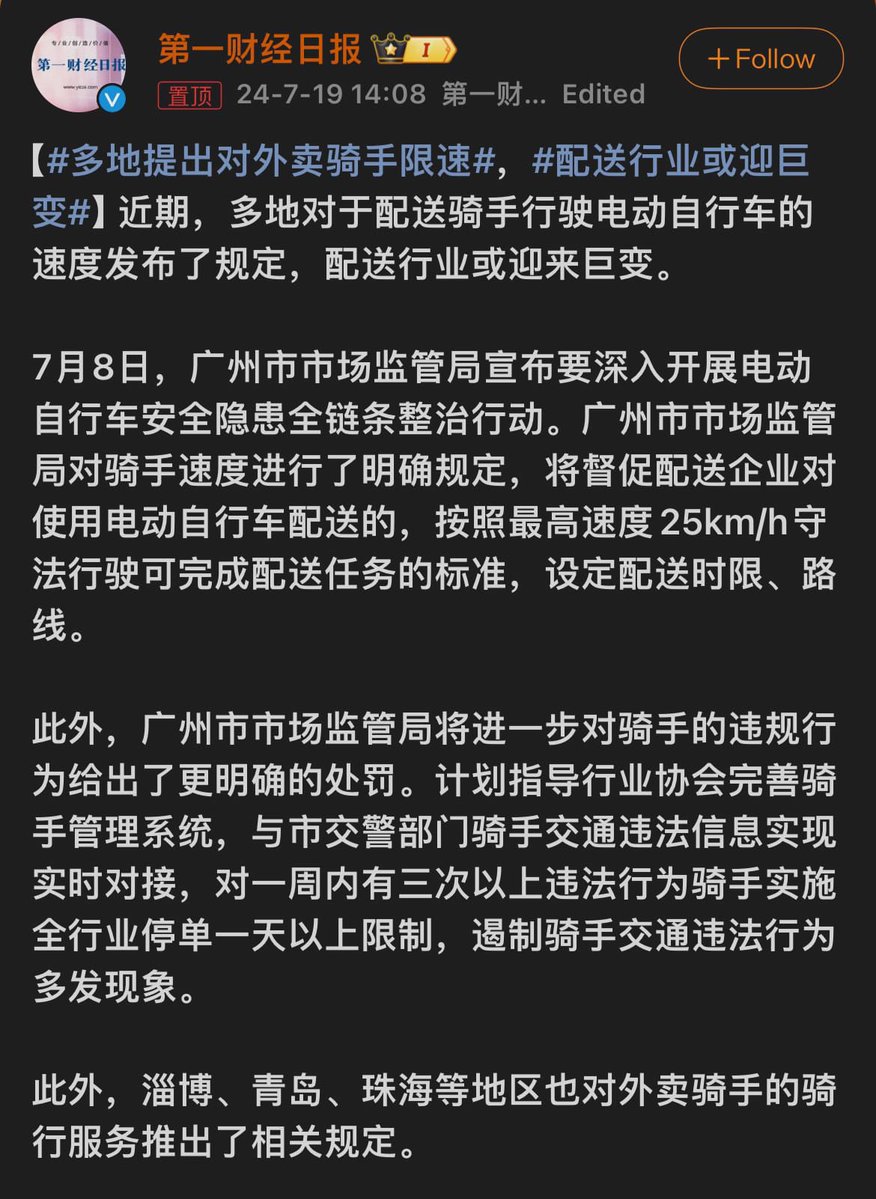 专/业/创/造/价/值
第一财经日报
www.yicai.com
第一财经日报
I
+Follow
置顶 24-7-19 14:08 第一财... Edited
【#多地提出对外卖骑手限速#，#配送行业或迎巨
变#】近期，多地对于配送骑手行驶电动自行车的
速度发布了规定，配送行业或迎来巨变。
7月8日，广州市市场监管局宣布要深入开展电动
自行车安全隐患全链条整治行动。广州市市场监管
局对骑手速度进行了明确规定，将督促配送企业对
使用电动自行车配送的，按照最高速度25km/h守
法行驶可完成配送任务的标准，设定配送时限、路
线。
此外，广州市市场监管局将进一步对骑手的违规行
为给出了更明确的处罚。计划指导行业协会完善骑
手管理系统，与市交警部门骑手交通违法信息实现
实时对接，对一周内有三次以上违法行为骑手实施
全行业停单一天以上限制，遏制骑手交通违法行为
多发现象。
此外，淄博、青岛、珠海等地区也对外卖骑手的骑
行服务推出了相关规定。